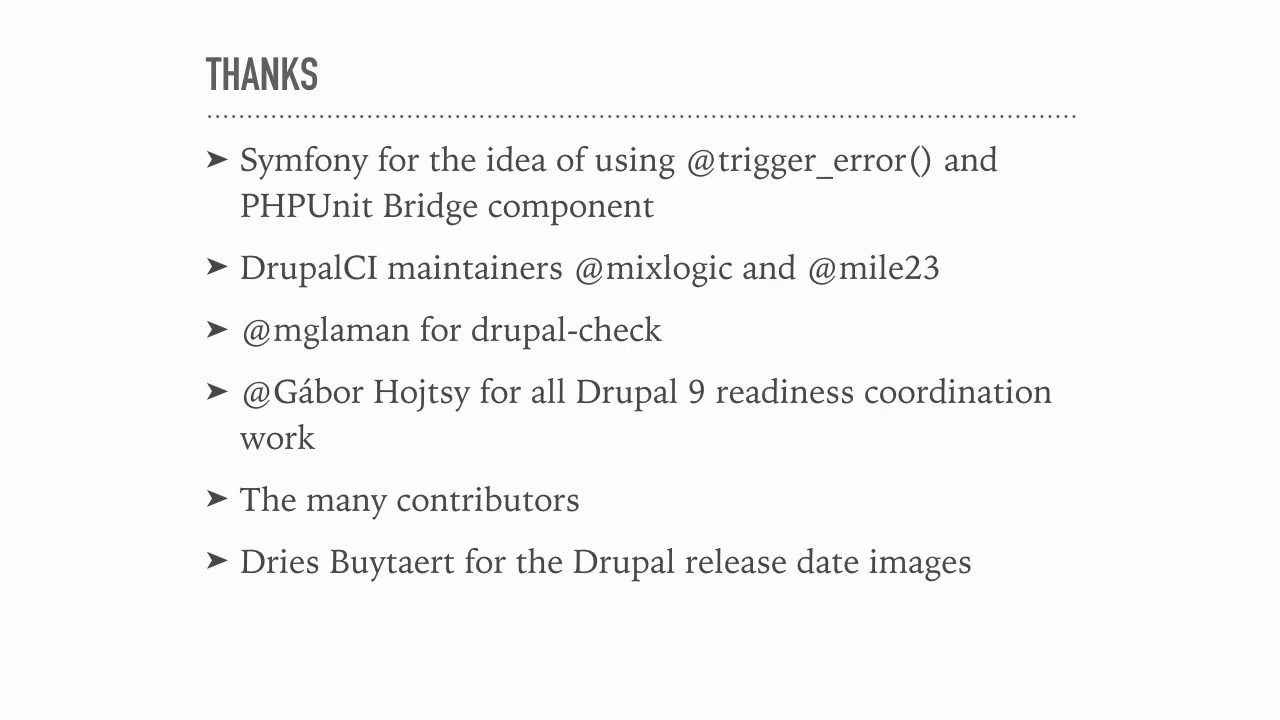 THANKS
➤ Symfony for the idea of using @trigger_error() and
PHPUnit Bridge component
➤ DrupalCI maintainers @mixlogic and @mile23
➤ @mglaman for drupal-check
➤ @Gábor Hojtsy for all Drupal 9 readiness coordination
work
➤ The many contributors
➤ Dries Buytaert for the Drupal release date images